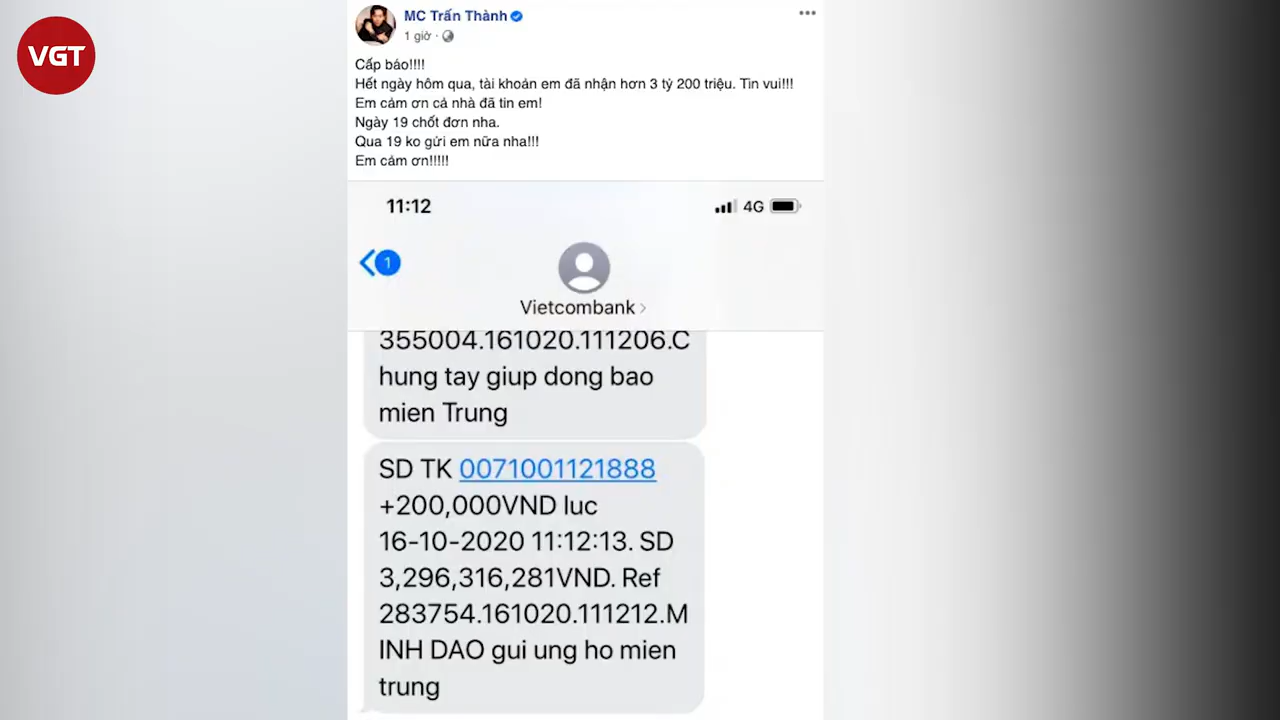 VGT
MC Trấn Thành
1 giờ ·
Cấp báo!!!!
Hết ngày hôm qua, tài khoản em đã nhận hơn 3 tỷ 200 triệu. Tin vui!!!
Em cảm ơn cả nhà đã tin em!
Ngày 19 chốt đơn nha.
Qua 19 ko gửi em nữa nha!!!
Em cảm ơn!!!!!
11:12 4G
1
Vietcombank
355004.161020.111206.C
hung tay giup dong bao
mien Trung
SD TK 0071001121888
+200,000VND luc
16-10-2020 11:12:13. SD
3,296,316,281VND. Ref
283754.161020.111212.M
INH DAO gui ung ho mien
trung